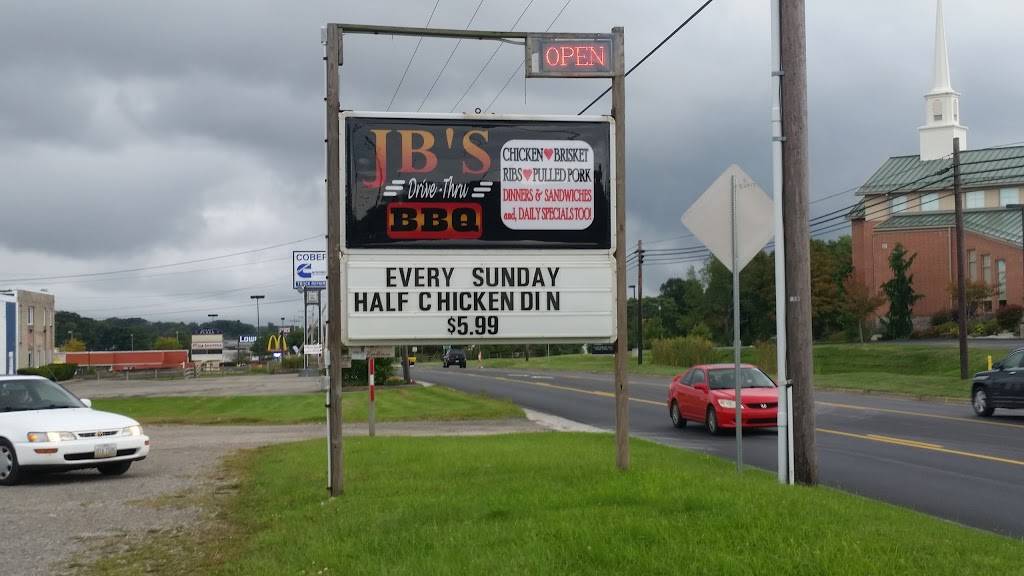 OPEN
JB'S
Drive-Thru
BBQ
CHICKEN♥BRISKET
RIBS♥PULLED PORK
DINNERS & SANDWICHES
and, DAILY SPECIALS TOO!
EVERY SUNDAY
HALF CHICKEN DIN
$5.99